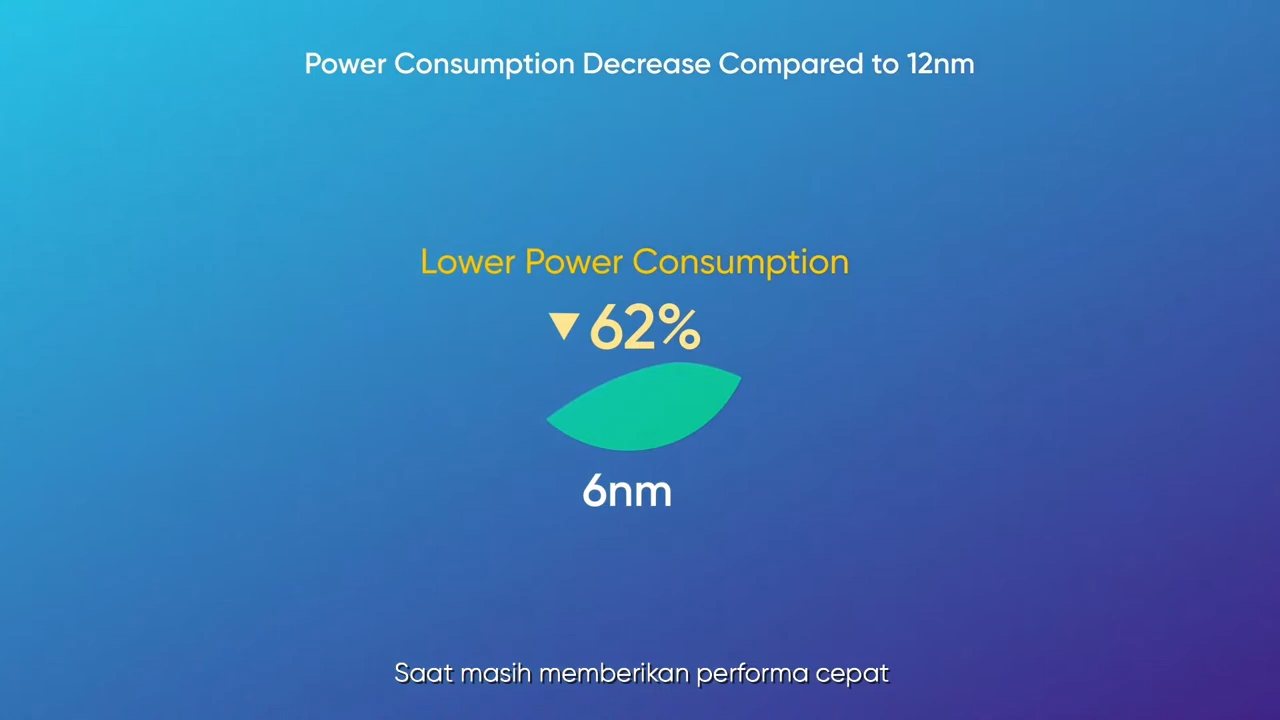 Power Consumption Decrease Compared to 12nm
Lower Power Consumption
▼62%
6nm
Saat masih memberikan performa cepat